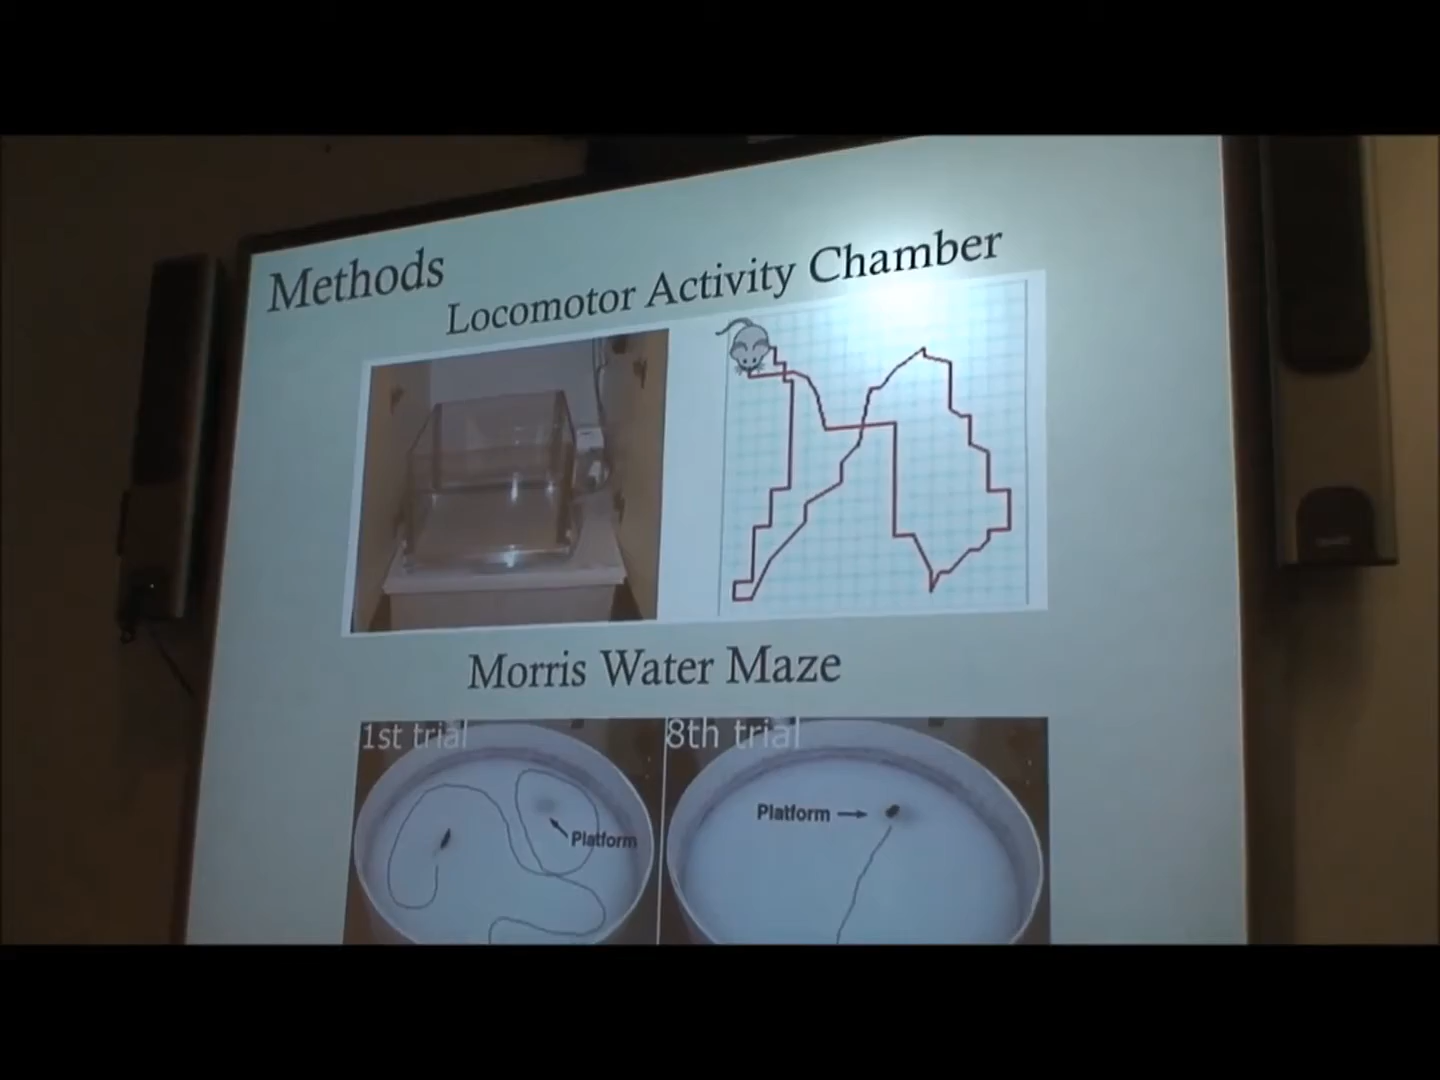 Methods
Locomotor Activity Chamber
Morris Water Maze
1st trial
8th trial
Platform
Platform